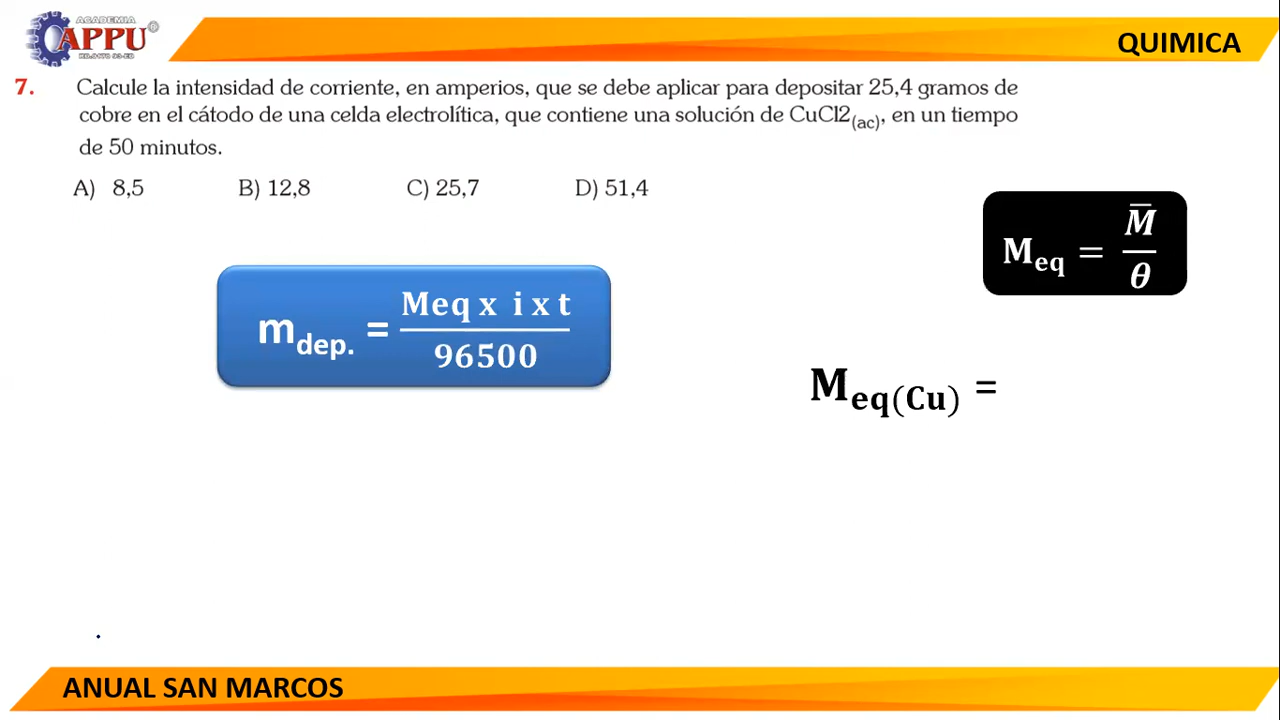 ACADEMIA
APPU®
QUIMICA
7. Calcule la intensidad de corriente, en amperios, que se debe aplicar para depositar 25,4 gramos de
cobre en el cátodo de una celda electrolítica, que contiene una solución de CuCl2(ac), en un tiempo
de 50 minutos.
A) 8,5 B) 12,8 C) 25,7 D) 51,4
Meq = M̅/θ
mdep. = Meq x i x t/96500
Meq(Cu) =
ANUAL SAN MARCOS